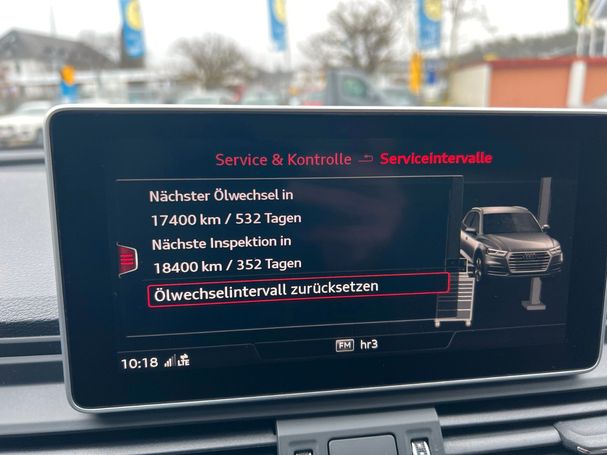 Service & Kontrolle Serviceintervalle
Nächster Ölwechsel in
17400 km / 532 Tagen
Nächste Inspektion in
18400 km / 352 Tagen
Ölwechselintervall zurücksetzen
FM hr3
10:18 LTE